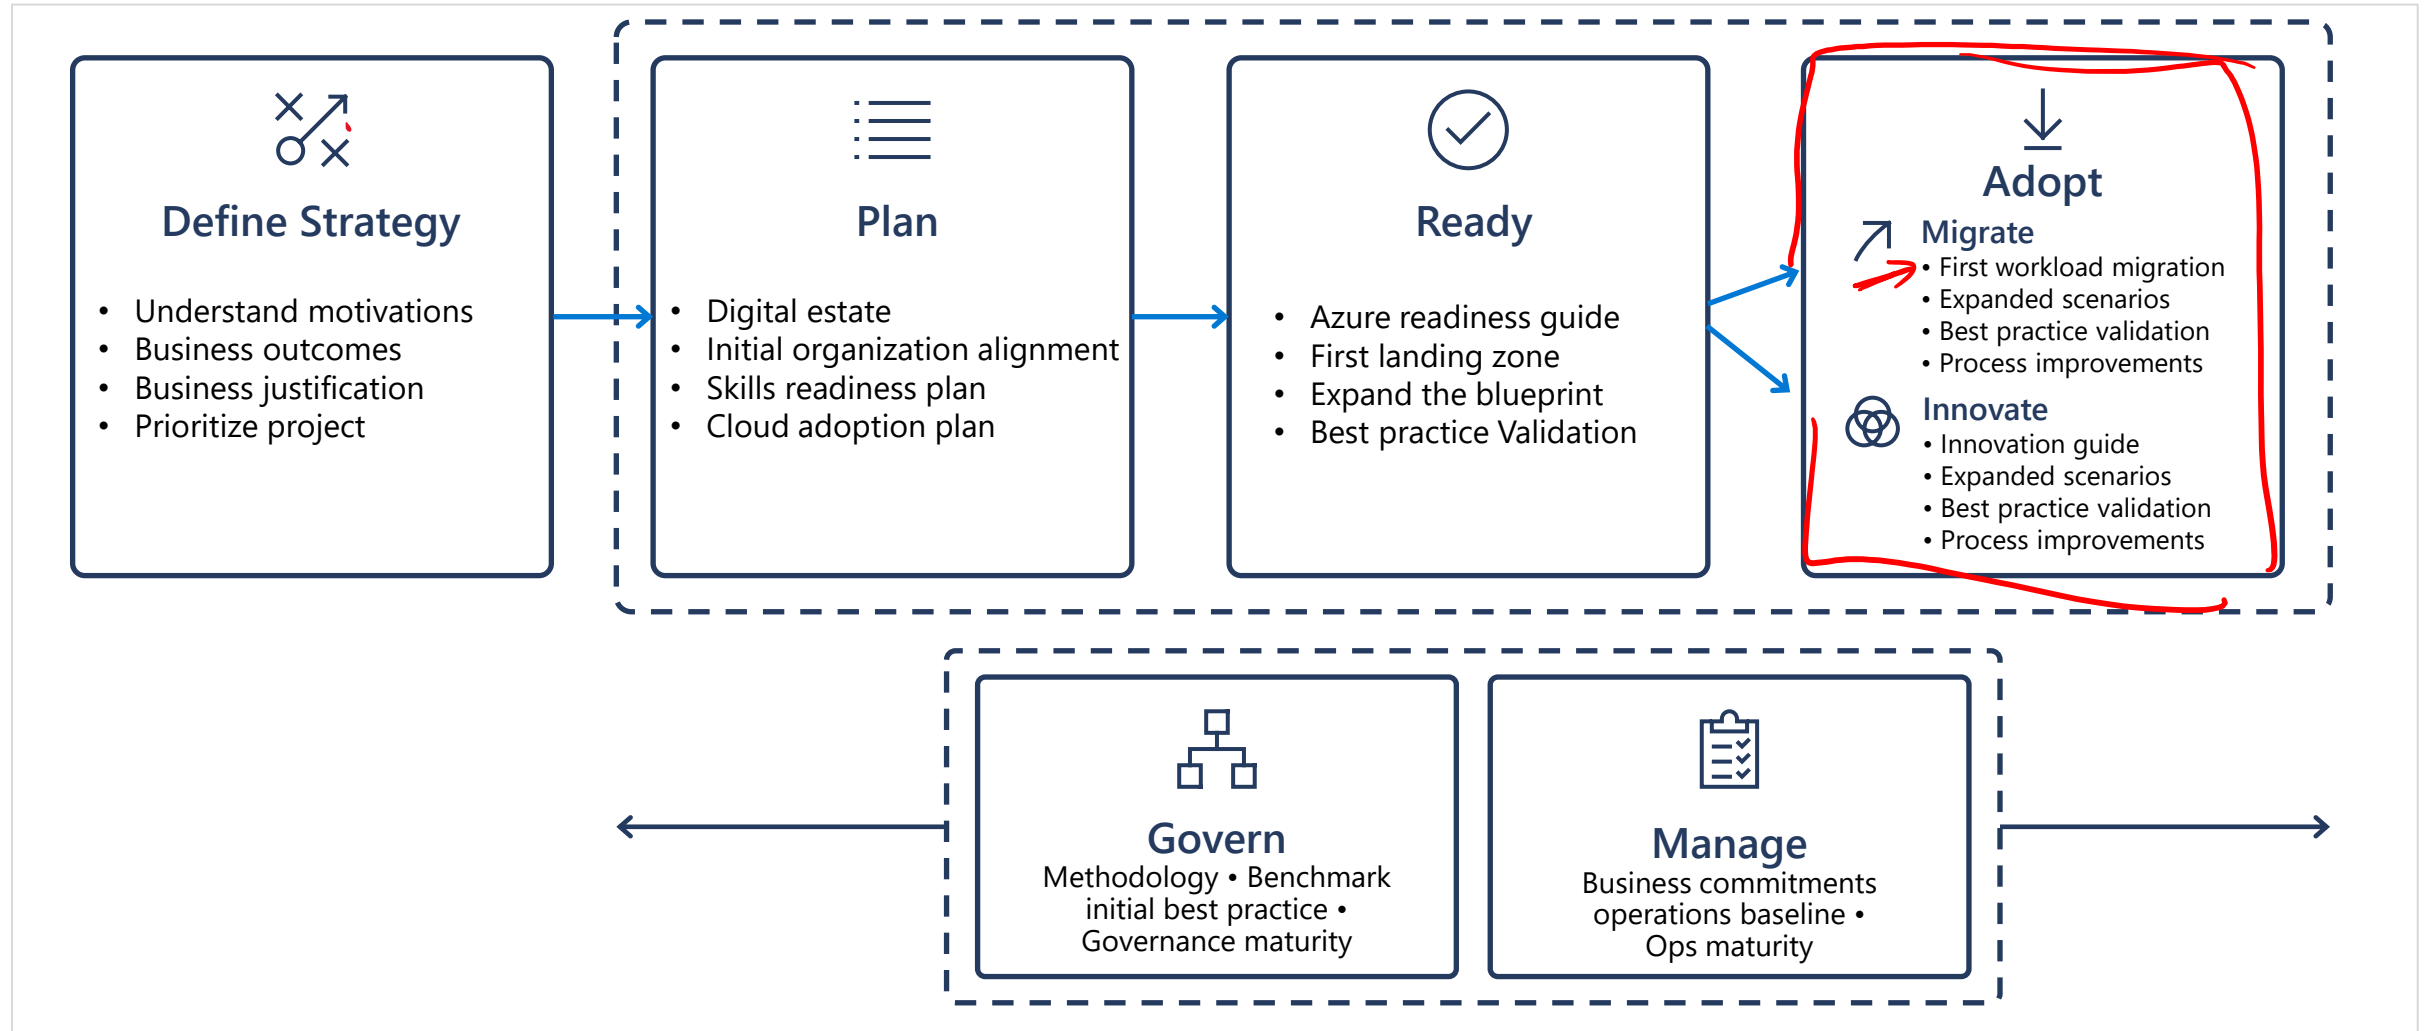 Define Strategy
• Understand motivations
• Business outcomes
• Business justification
• Prioritize project
Plan
• Digital estate
• Initial organization alignment
• Skills readiness plan
• Cloud adoption plan
Ready
• Azure readiness guide
• First landing zone
• Expand the blueprint
• Best practice Validation
Adopt
Migrate
• First workload migration
• Expanded scenarios
• Best practice validation
• Process improvements
Innovate
• Innovation guide
• Expanded scenarios
• Best practice validation
• Process improvements
Govern
Methodology • Benchmark
initial best practice •
Governance maturity
Manage
Business commitments
operations baseline •
Ops maturity